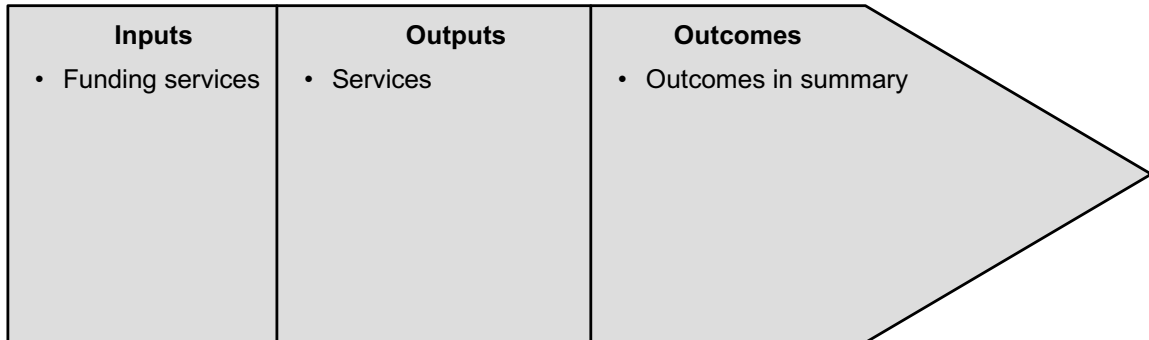 Inputs
• Funding services
Outputs
• Services
Outcomes
• Outcomes in summary